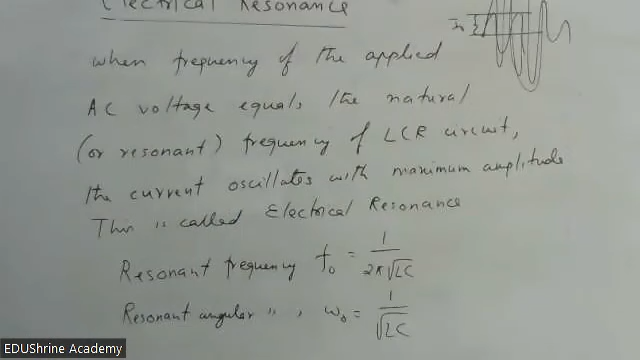 Electrical Resonance
when frequency of the applied
AC voltage equals the natural
(or resonant) frequency of LCR circuit,
the current oscillates with maximum amplitude
This is called Electrical Resonance
Resonant frequency f₀ = 1/2π√LC
Resonant angular ", ω₀ = 1/√LC
EDUShrine Academy